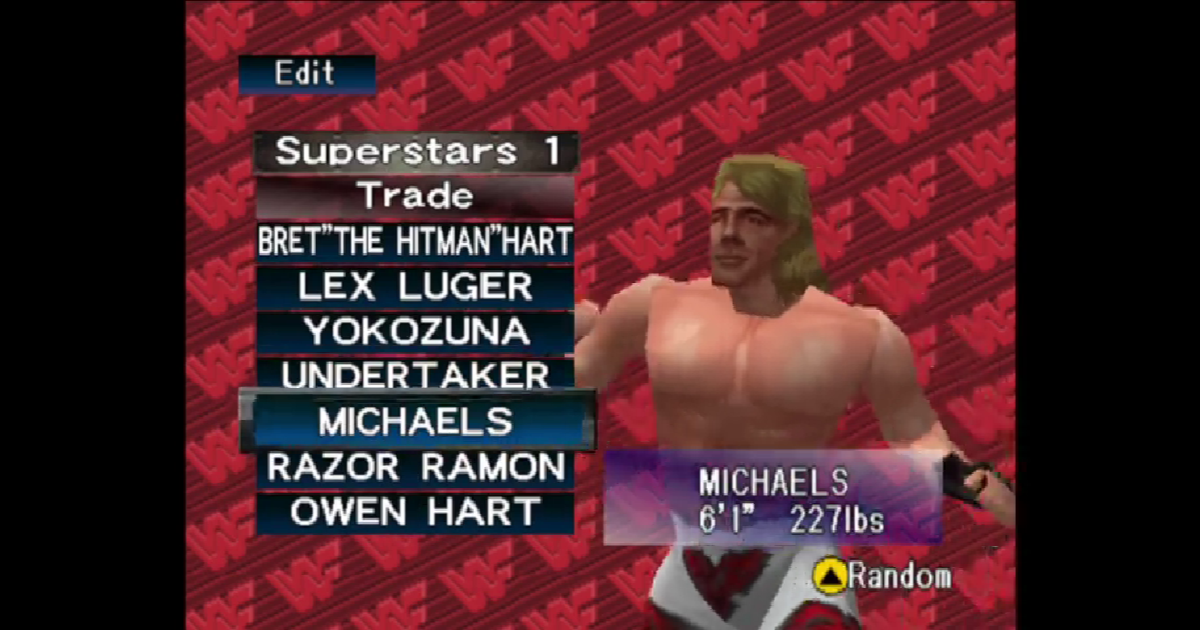 Edit
Superstars 1
Trade
BRET"THE HITMAN"HART
LEX LUGER
YOKOZUNA
UNDERTAKER
MICHAELS
RAZOR RAMON
OWEN HART
MICHAELS
6'1" 227lbs
Random